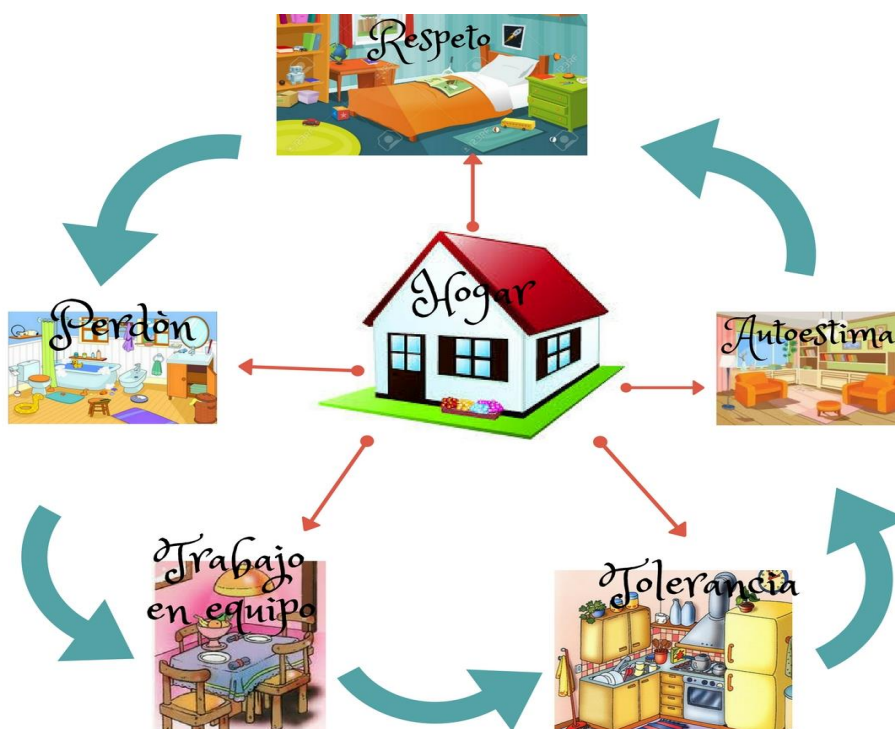 Respeto
Hogar
Perdòn
Autoestima
Trabajo
en equipo
Tolerancia